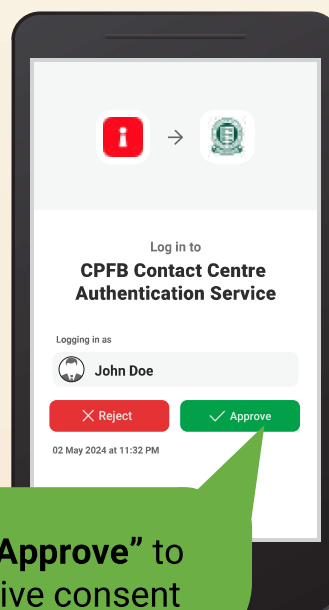 Log in to
CPFB Contact Centre
Authentication Service
Logging in as
John Doe
Reject
Approve
02 May 2024 at 11:32 PM
Approve” to
ive consent